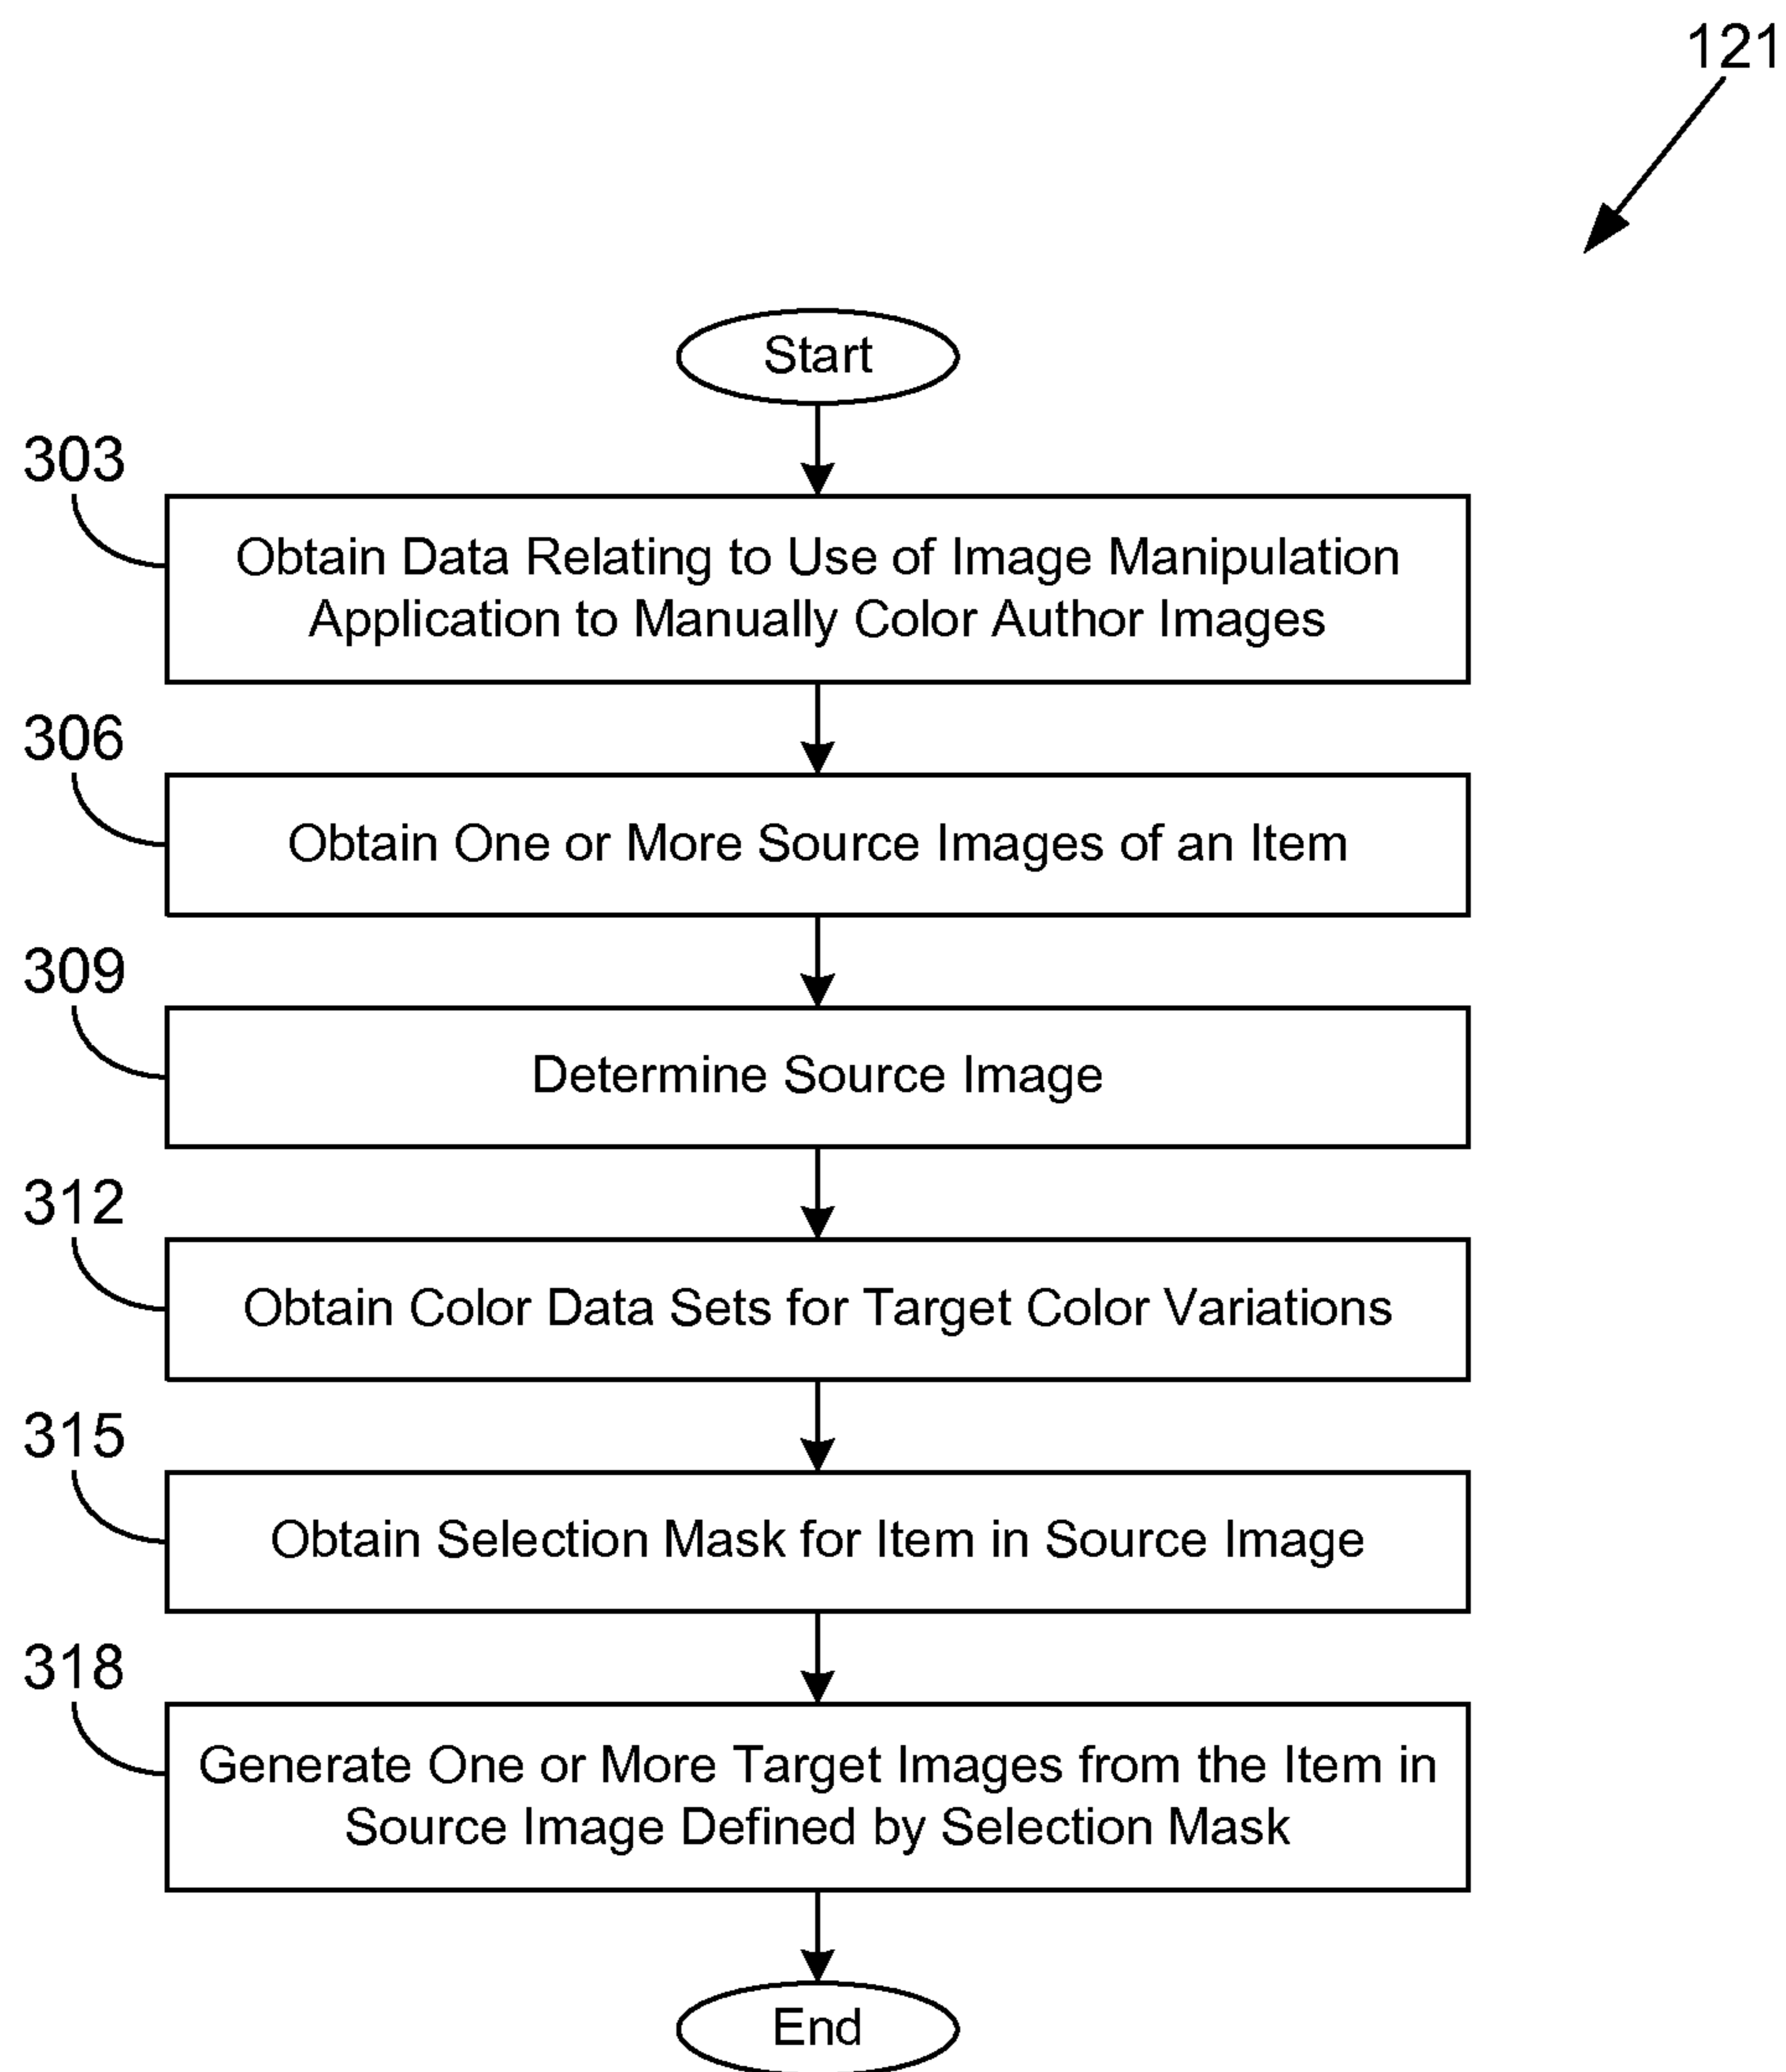 121
Start
303
Obtain Data Relating to Use of Image Manipulation
Application to Manually Color Author Images
306
Obtain One or More Source Images of an Item
309
Determine Source Image
312
Obtain Color Data Sets for Target Color Variations
315
Obtain Selection Mask for Item in Source Image
318
Generate One or More Target Images from the Item in
Source Image Defined by Selection Mask
End